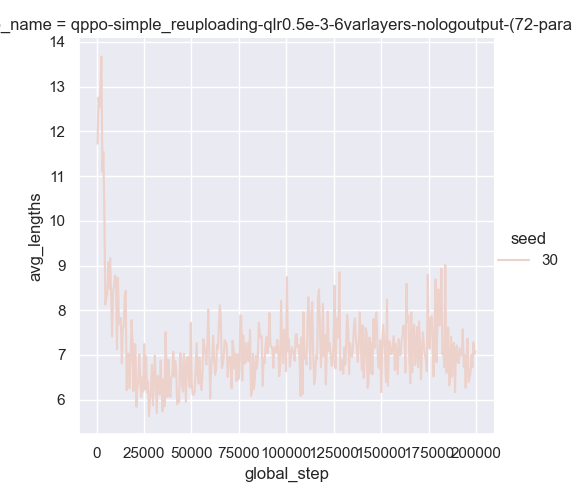 _name = qppo-simple_reuploading-qlr0.5e-3-6varlayers-nologoutput-(72-para
14
13
12
11
10
9
8
7
6
avg_lengths
0 25000 50000 75000 100000 125000 150000 175000 200000
global_step
seed
30